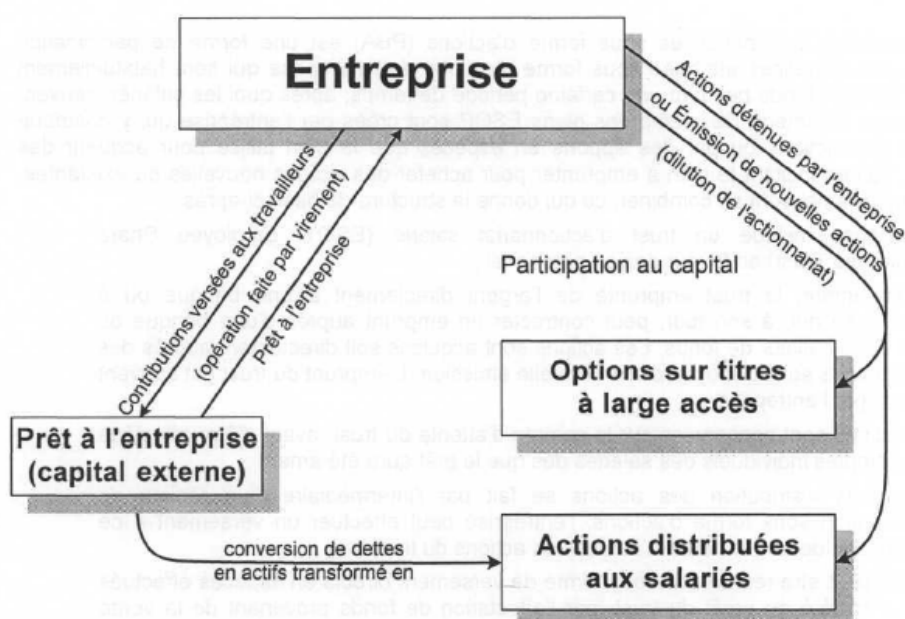 Entreprise
Contributions versées aux travailleurs
(opération faite par virement)
Prêt à l'entreprise
Actions détenues par l'entreprise
ou Emission de nouvelles actions
(dilution de l'actionnariat)
Participation au capital
Options sur titres
à large accès
Prêt à l'entreprise
(capital externe)
conversion de dettes
en actifs transformé en
Actions distribuées
aux salariés